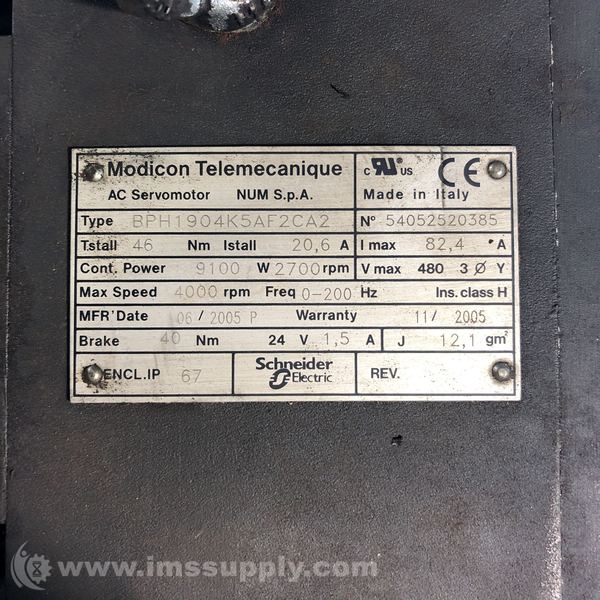 Modicon Telemecanique
c RU US CE
AC Servomotor NUM S.p.A. Made in Italy
Type BPH1904K5AF2CA2 N° 54052520385
Tstall 46 Nm Istall 20,6 A I max 82,4 A
Cont. Power 9100 W 2700 rpm V max 480 3 Ø Y
Max Speed 4000 rpm Freq 0-200 Hz Ins. class H
MFR'Date 06 / 2005 P Warranty 11 / 2005
Brake 40 Nm 24 V 1,5 A J 12,1 gm²
ENCL.IP 67 Schneider Electric REV.
www.imssupply.com